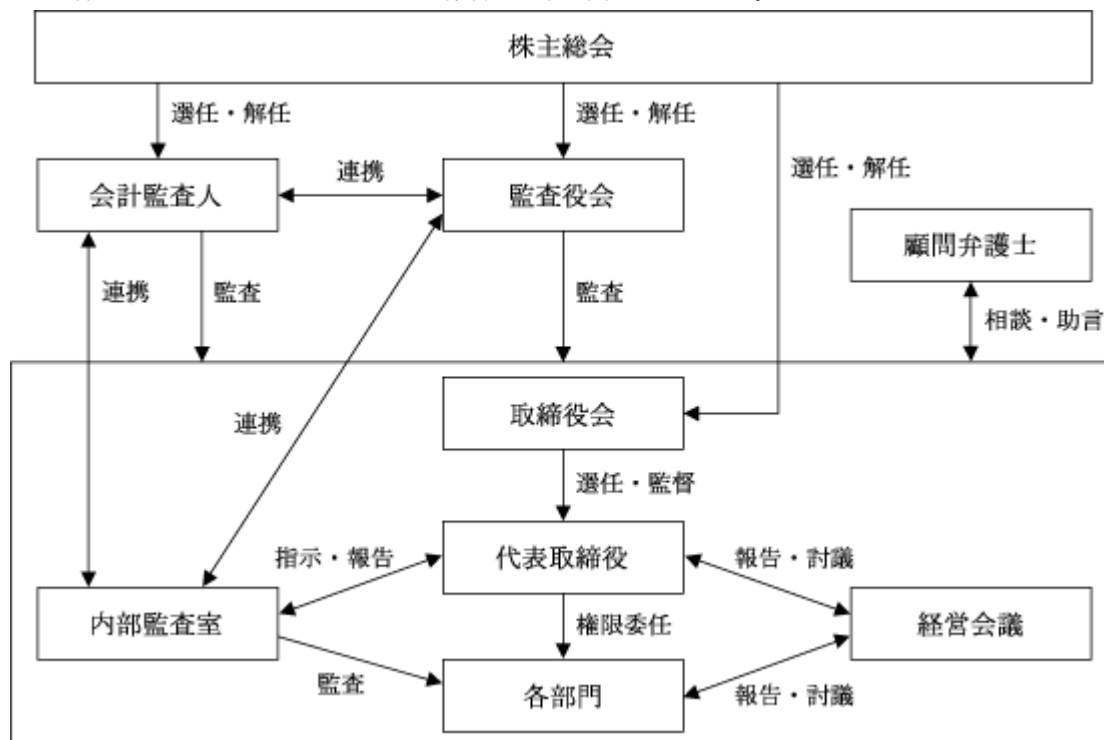 株主総会
選任・解任
選任・解任
選任・解任
会計監査人
連携
監査役会
顧問弁護士
連携
監査
監査
相談・助言
取締役会
連携
選任・監督
指示・報告
代表取締役
報告・討議
内部監査室
権限委任
経営会議
監査
各部門
報告・討議